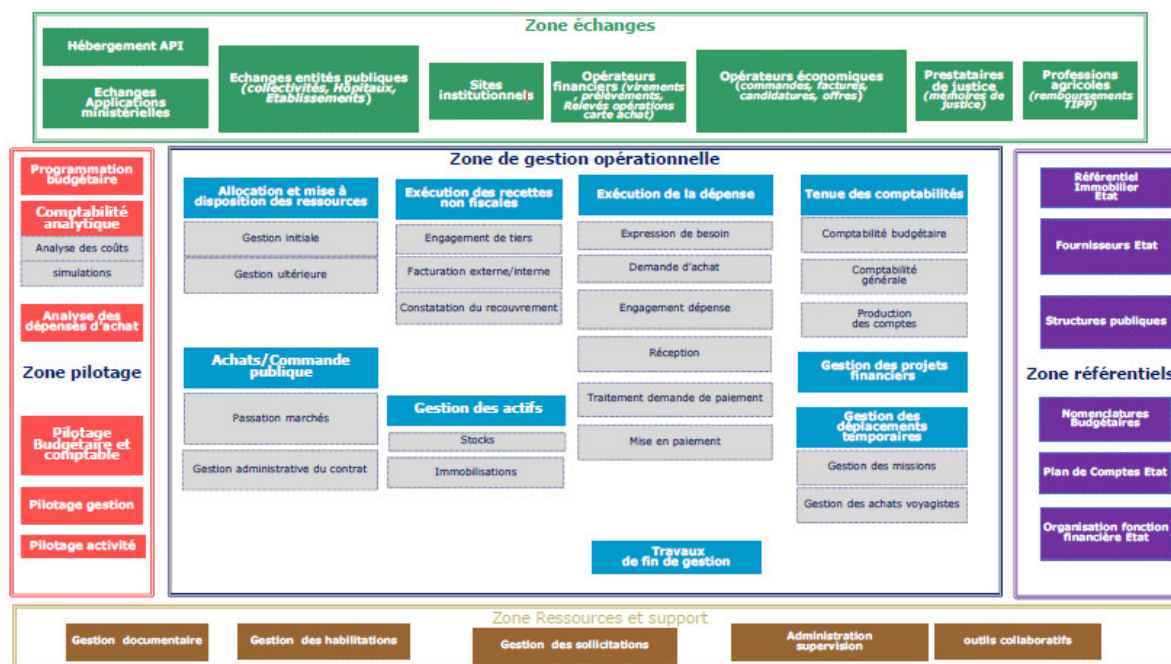 Zone échanges
Hébergement API
Echanges
Applications
ministérielles
Echanges entités publiques
(collectivités, Hôpitaux,
Etablissements)
Sites
institutionnels
Opérateurs
financiers (virements
, prélèvements,
Relevés opérations
carte achat)
Opérateurs économiques
(commandes, factures,
candidatures, offres)
Prestataires
de justice
(mémoires de
justice)
Professions
agricoles
(remboursements
TIPP)
Programmation
budgétaire
Comptabilité
analytique
Analyse des coûts
simulations
Analyse des
dépenses d'achat
Zone pilotage
Pilotage
Budgétaire et
comptable
Pilotage gestion
Pilotage activité
Zone de gestion opérationnelle
Allocation et mise à
disposition des ressources
Gestion initiale
Gestion ultérieure
Achats/Commande
publique
Passation marchés
Gestion administrative du contrat
Exécution des recettes
non fiscales
Engagement de tiers
Facturation externe/interne
Constatation du recouvrement
Gestion des actifs
Stocks
Immobilisations
Exécution de la dépense
Expression de besoin
Demande d'achat
Engagement dépense
Réception
Traitement demande de paiement
Mise en paiement
Travaux
de fin de gestion
Tenue des comptabilités
Comptabilité budgétaire
Comptabilité
générale
Production
des comptes
Gestion des projets
financiers
Gestion des
déplacements
temporaires
Gestion des missions
Gestion des achats voyagistes
Référentiel
Immobilier
Etat
Fournisseurs Etat
Structures publiques
Zone référentiels
Nomenclatures
Budgétaires
Plan de Comptes Etat
Organisation fonction
financière Etat
Zone Ressources et support
Gestion documentaire
Gestion des habilitations
Gestion des sollicitations
Administration
supervision
outils collaboratifs